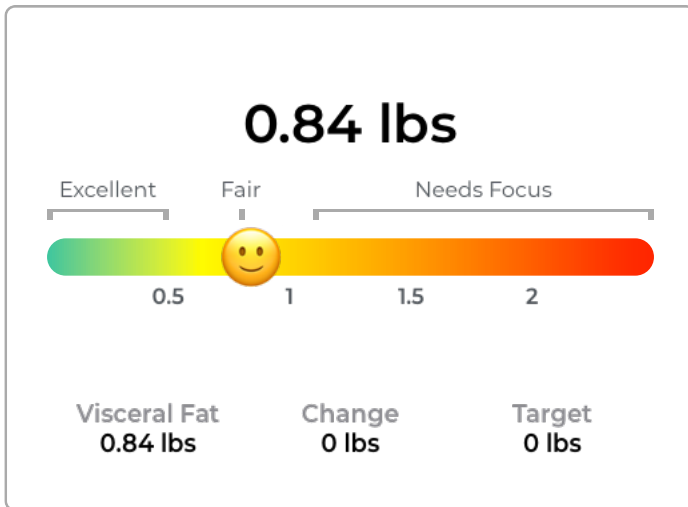 0.84 lbs
Excellent Fair Needs Focus
0.5 1 1.5 2
Visceral Fat Change Target
0.84 lbs 0 lbs 0 lbs